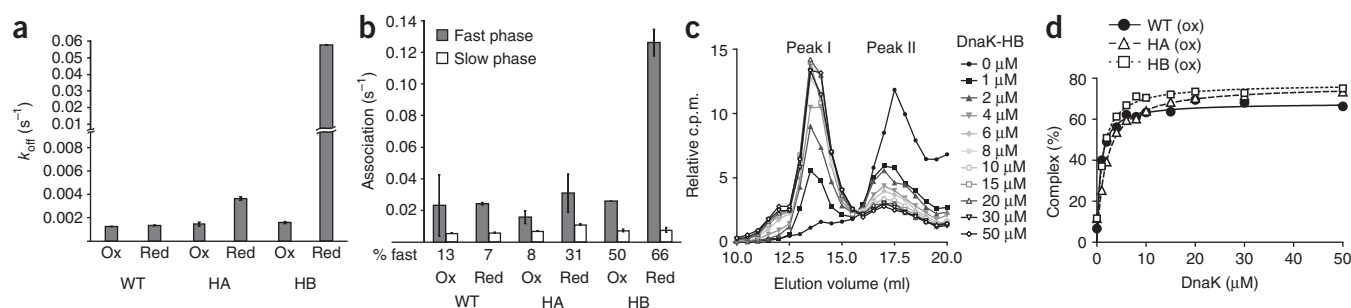 a
k_off (s⁻¹)
0.06
0.05
0.04
0.03
0.02
0.01
0.00
0.008
0.006
0.004
0.002
Ox Red Ox Red Ox Red
WT HA HB
b
Association (s⁻¹)
0.14
0.12
0.10
0.08
0.06
0.04
0.02
0.00
Fast phase
Slow phase
% fast 13 7 8 31 50 66
Ox Red Ox Red Ox Red
WT HA HB
c
Relative c.p.m.
15
10
5
0
Peak I Peak II
10.0 12.5 15.0 17.5 20.0
Elution volume (ml)
DnaK-HB
0 μM
1 μM
2 μM
4 μM
6 μM
8 μM
10 μM
15 μM
20 μM
30 μM
50 μM
d
WT (ox)
HA (ox)
HB (ox)
Complex (%)
80
60
40
20
0
0 10 20 30 40 50
DnaK (μM)